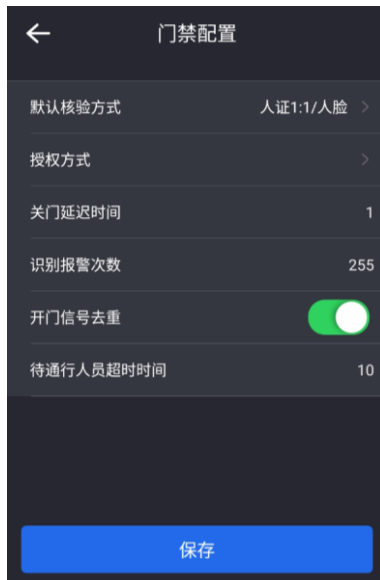 门禁配置
默认核验方式 人证1:1/人脸
授权方式
关门延迟时间 1
识别报警次数 255
开门信号去重
待通行人员超时时间 10
保存